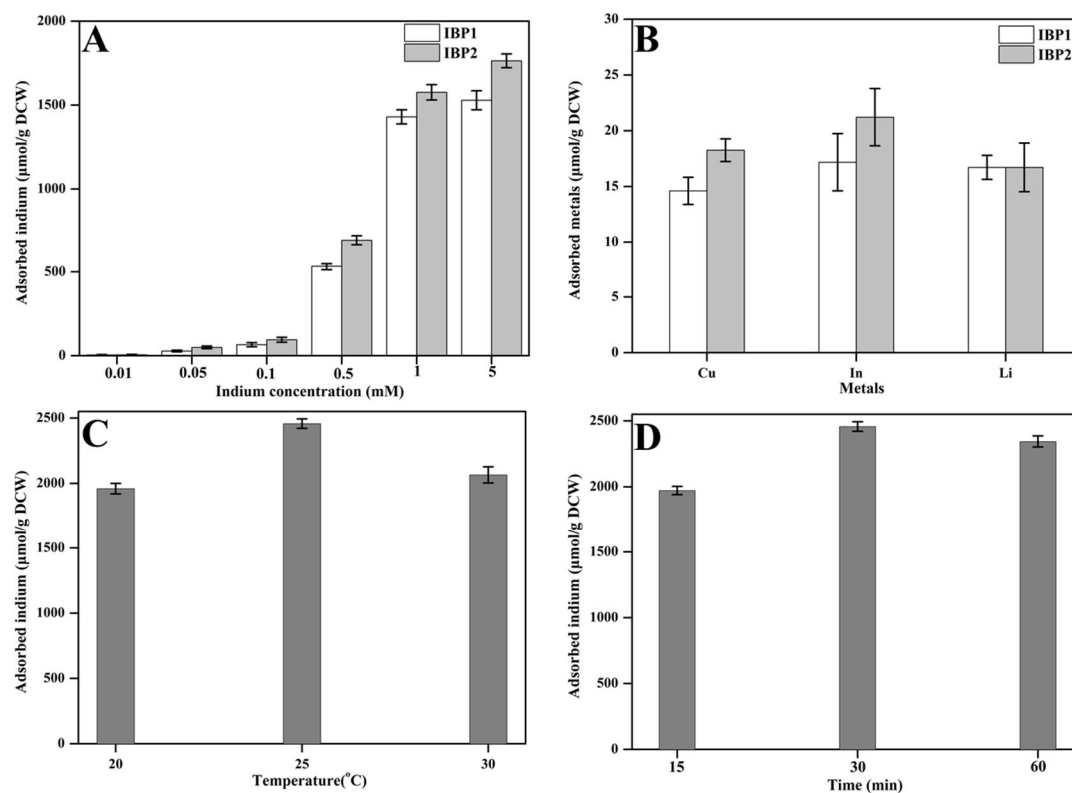 A
IBP1
IBP2
2000
1500
1000
500
0
Adsorbed indium (µmol/g DCW)
0.01 0.05 0.1 0.5 1 5
Indium concentration (mM)
B
IBP1
IBP2
30
25
20
15
10
5
0
Adsorbed metals (µmol/g DCW)
Cu In Li
Metals
C
2500
2000
1500
1000
500
0
Adsorbed indium (µmol/g DCW)
20 25 30
Temperature(°C)
D
2500
2000
1500
1000
500
0
Adsorbed indium (µmol/g DCW)
15 30 60
Time (min)